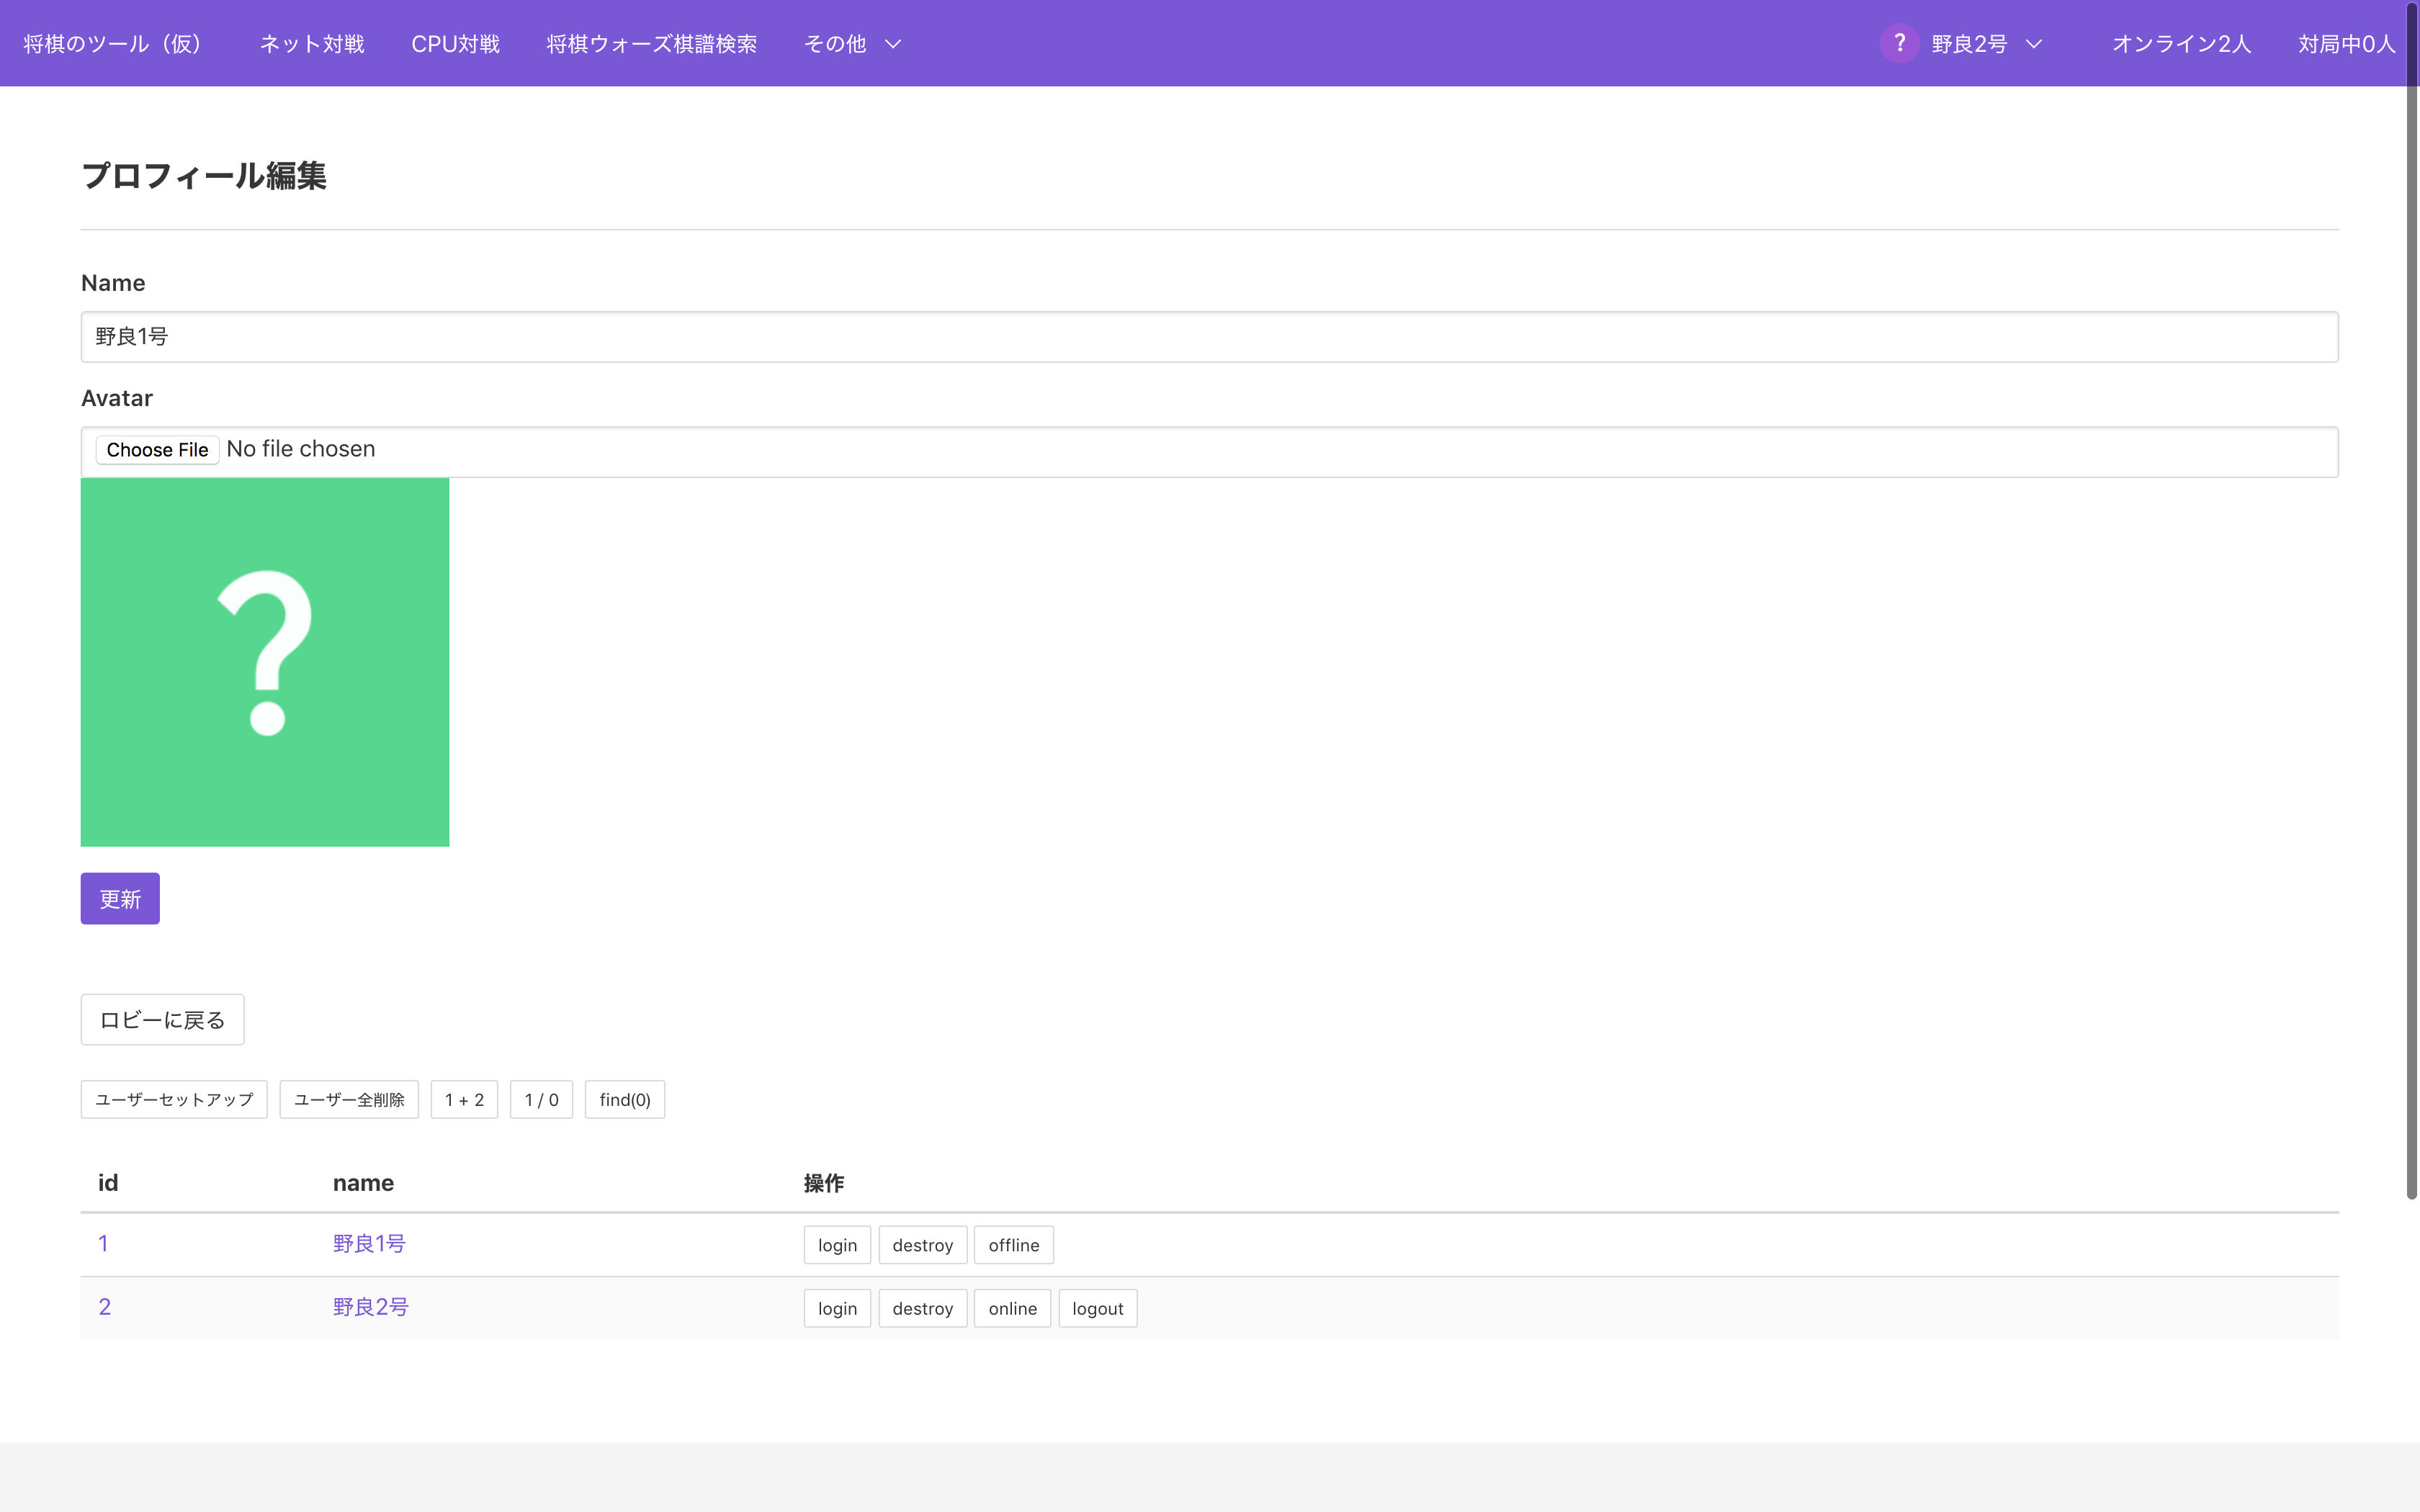 将棋のツール（仮） ネット対戦 CPU対戦 将棋ウォーズ棋譜検索 その他 ? 野良2号 オンライン2人 対局中0人
プロフィール編集
Name
野良1号
Avatar
Choose File No file chosen
?
更新
ロビーに戻る
ユーザーセットアップ ユーザー全削除 1 + 2 1 / 0 find(0)
id name 操作
1 野良1号 login destroy offline
2 野良2号 login destroy online logout